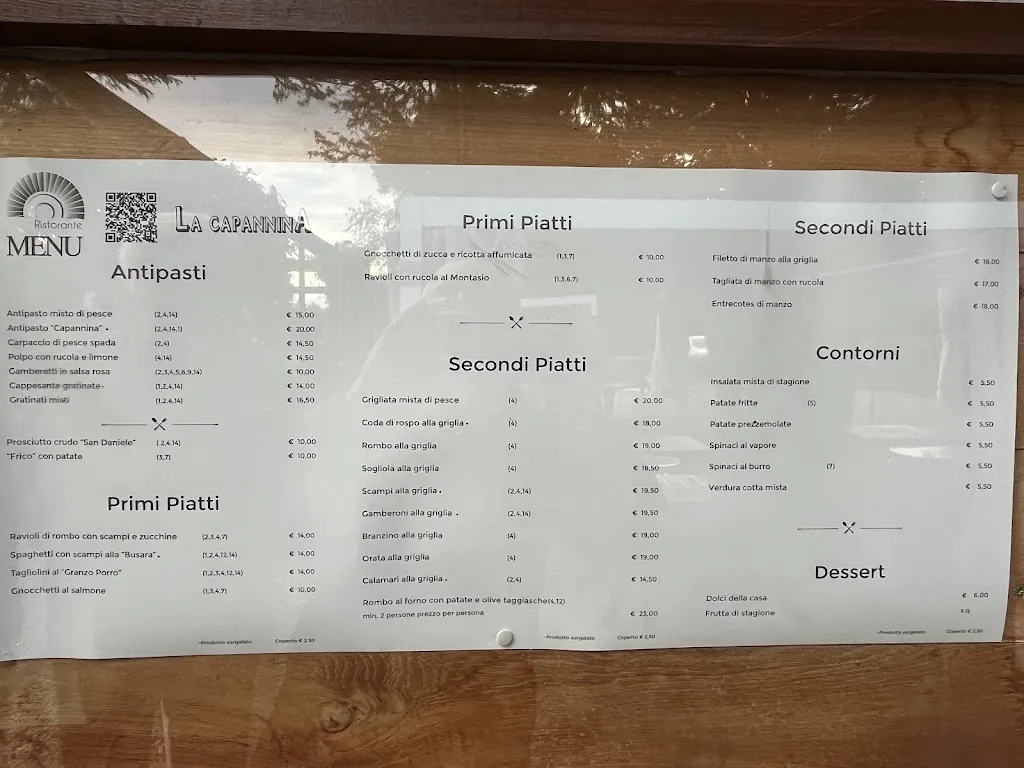 Ristorante
MENU
LA CAPANNINA
Antipasti
Antipasto misto di pesce (2,4,14) € 15,00
Antipasto "Capannina" • (2,4,14,1) € 20,00
Carpaccio di pesce spada (2,4) € 14,50
Polpo con rucola e limone (4,14) € 14,50
Gamberetti in salsa rosa (2,3,4,5,6,9,14) € 10,00
Cappesante gratinate• (1,2,4,14) € 14,00
Gratinati misti (1,2,4,14) € 16,50
Prosciutto crudo "San Daniele" ( 2,4,14) € 10,00
"Frico" con patate (3,7) € 10,00
Primi Piatti
Ravioli di rombo con scampi e zucchine (2,3,4,7) € 14,00
Spaghetti con scampi alla "Busara" • (1,2,4,12,14) € 14,00
Tagliolini al "Granzo Porro" (1,2,3,4,12,14) € 14,00
Gnocchetti al salmone (1,3,4,7) € 10,00
•Prodotto surgelato Coperto € 2,50
Primi Piatti
Gnocchetti di zucca e ricotta affumicata (1,3,7) € 10,00
Ravioli con rucola al Montasio (1,3,6,7) € 10,00
Secondi Piatti
Grigliata mista di pesce (4) € 20,00
Coda di rospo alla griglia • (4) € 18,00
Rombo alla griglia (4) € 19,00
Sogliola alla griglia (4) € 18,50
Scampi alla griglia • (2,4,14) € 19,50
Gamberoni alla griglia • (2,4,14) € 19,50
Branzino alla griglia (4) € 19,00
Orata alla griglia (4) € 19,00
Calamari alla griglia • (2,4) € 14,50
Rombo al forno con patate e olive taggiasche(4,12)
min. 2 persone prezzo per persona € 23,00
•Prodotto surgelato Coperto € 2,50
Secondi Piatti
Filetto di manzo alla griglia € 18,00
Tagliata di manzo con rucola € 17,00
Entrecotes di manzo € 18,00
Contorni
Insalata mista di stagione € 5,50
Patate fritte (5) € 5,50
Patate prezzemolate € 5,50
Spinaci al vapore € 5,50
Spinaci al burro (7) € 5,50
Verdura cotta mista € 5,50
Dessert
Dolci della casa € 6,00
Frutta di stagione s.q.
•Prodotto surgelato Coperto € 2,50